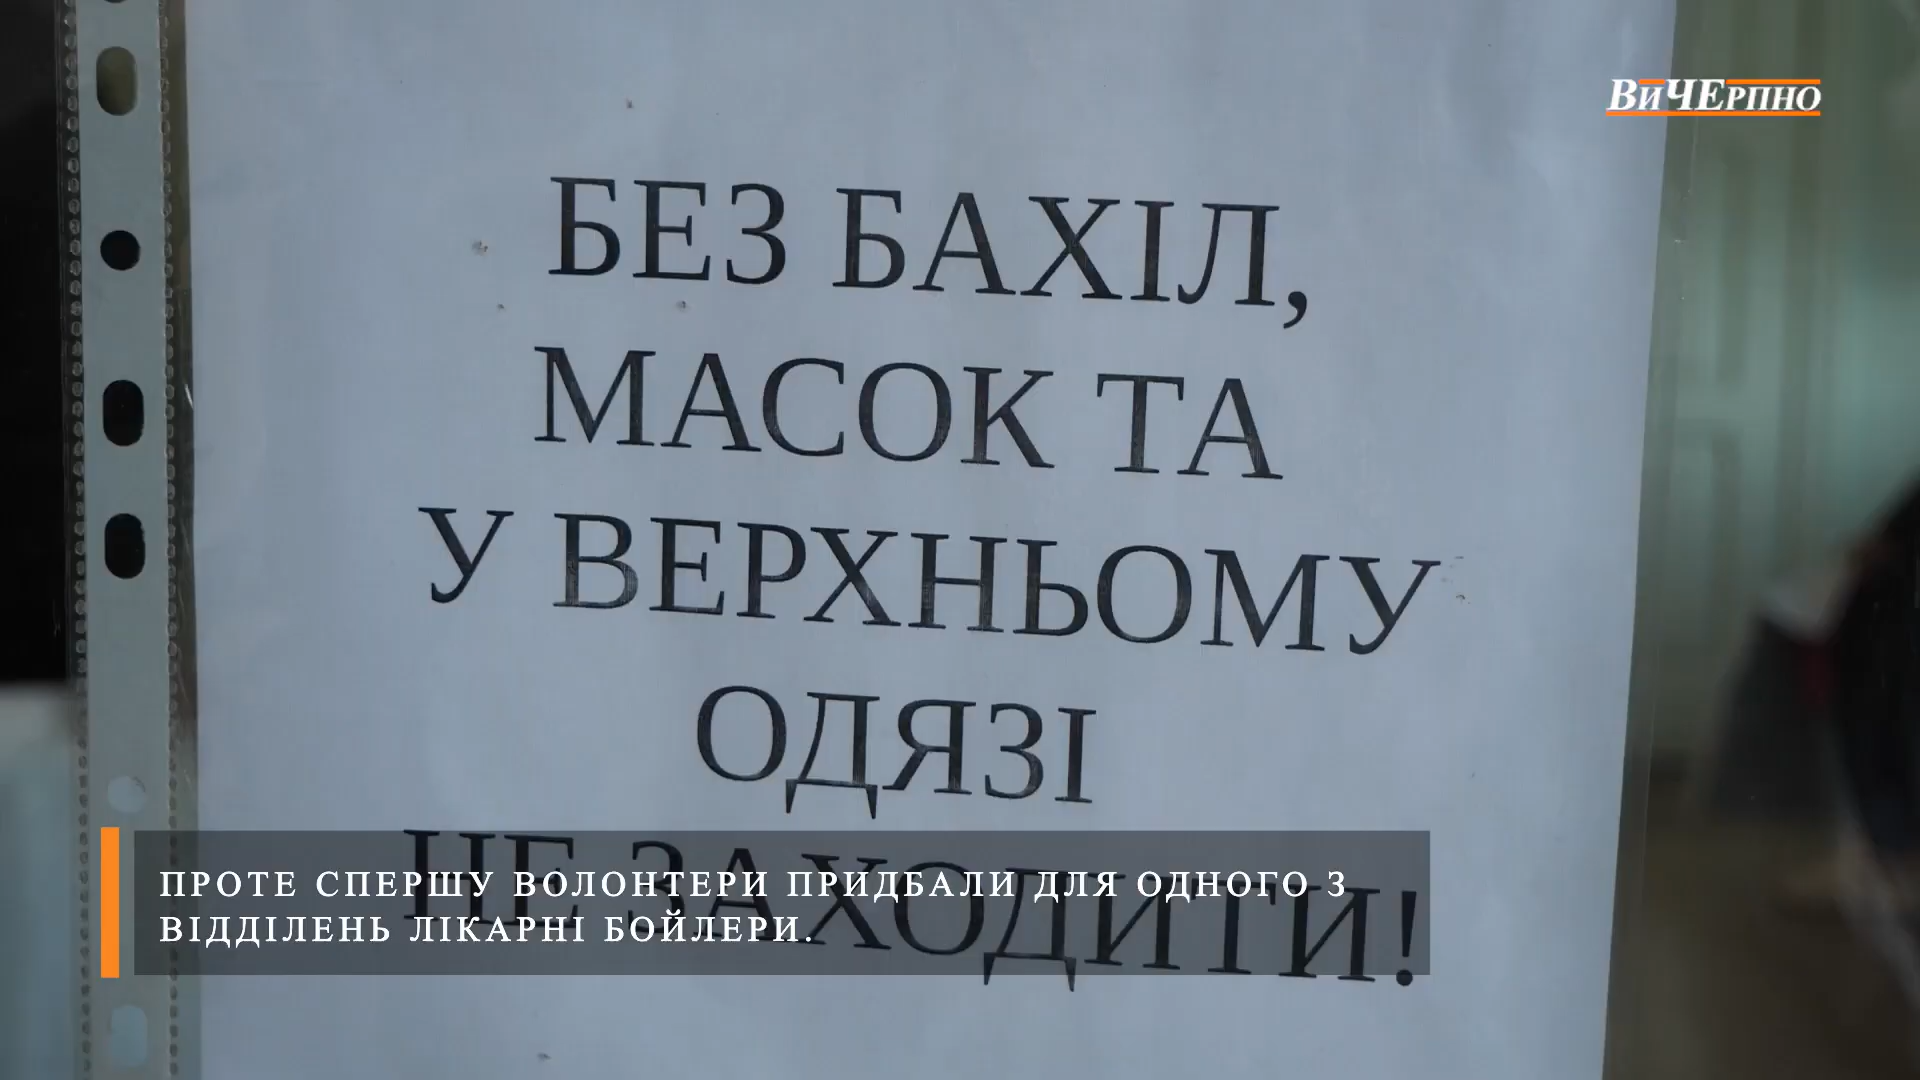 ВИЧЕРПНО
БЕЗ БАХІЛ,
МАСОК ТА
У ВЕРХНЬОМУ
ОДЯЗІ
НЕ ЗАХОДИТИ!
ПРОТЕ СПЕРШУ ВОЛОНТЕРИ ПРИДБАЛИ ДЛЯ ОДНОГО З
ВІДДІЛЕНЬ ЛІКАРНІ БОЙЛЕРИ.